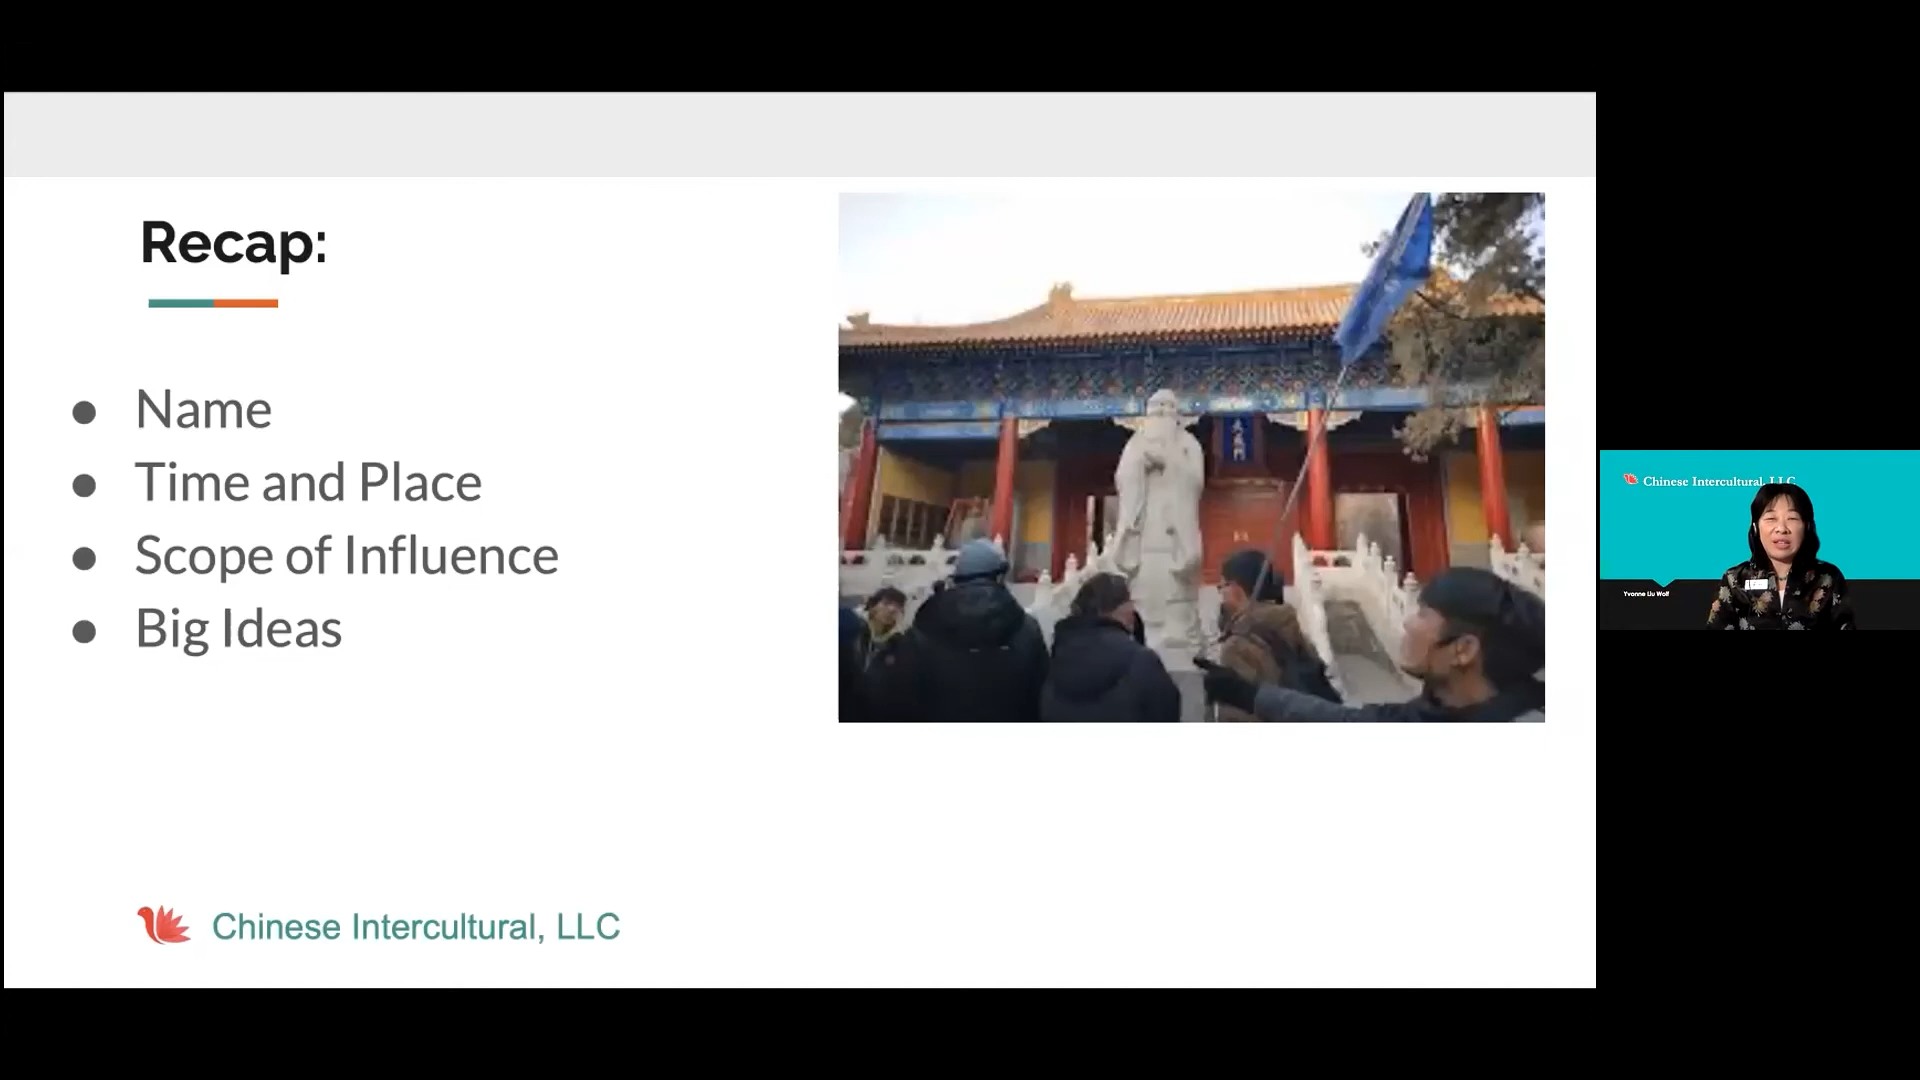 Recap:
Name
Time and Place
Scope of Influence
Big Ideas
Chinese Intercultural, LLC
Chinese Intercultural, LLC
Yvonne Liu Wolf